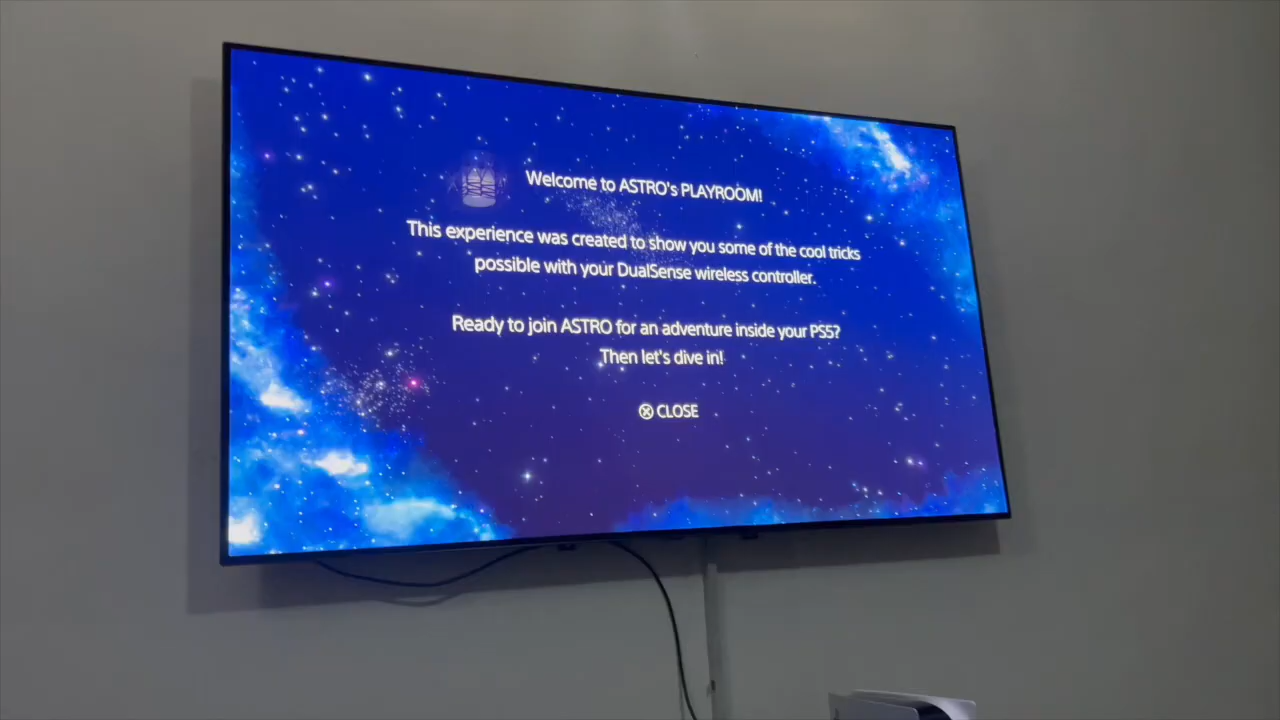 Welcome to ASTRO's PLAYROOM!
This experience was created to show you some of the cool tricks
possible with your DualSense wireless controller.
Ready to join ASTRO for an adventure inside your PS5?
Then let's dive in!
ⓧ CLOSE